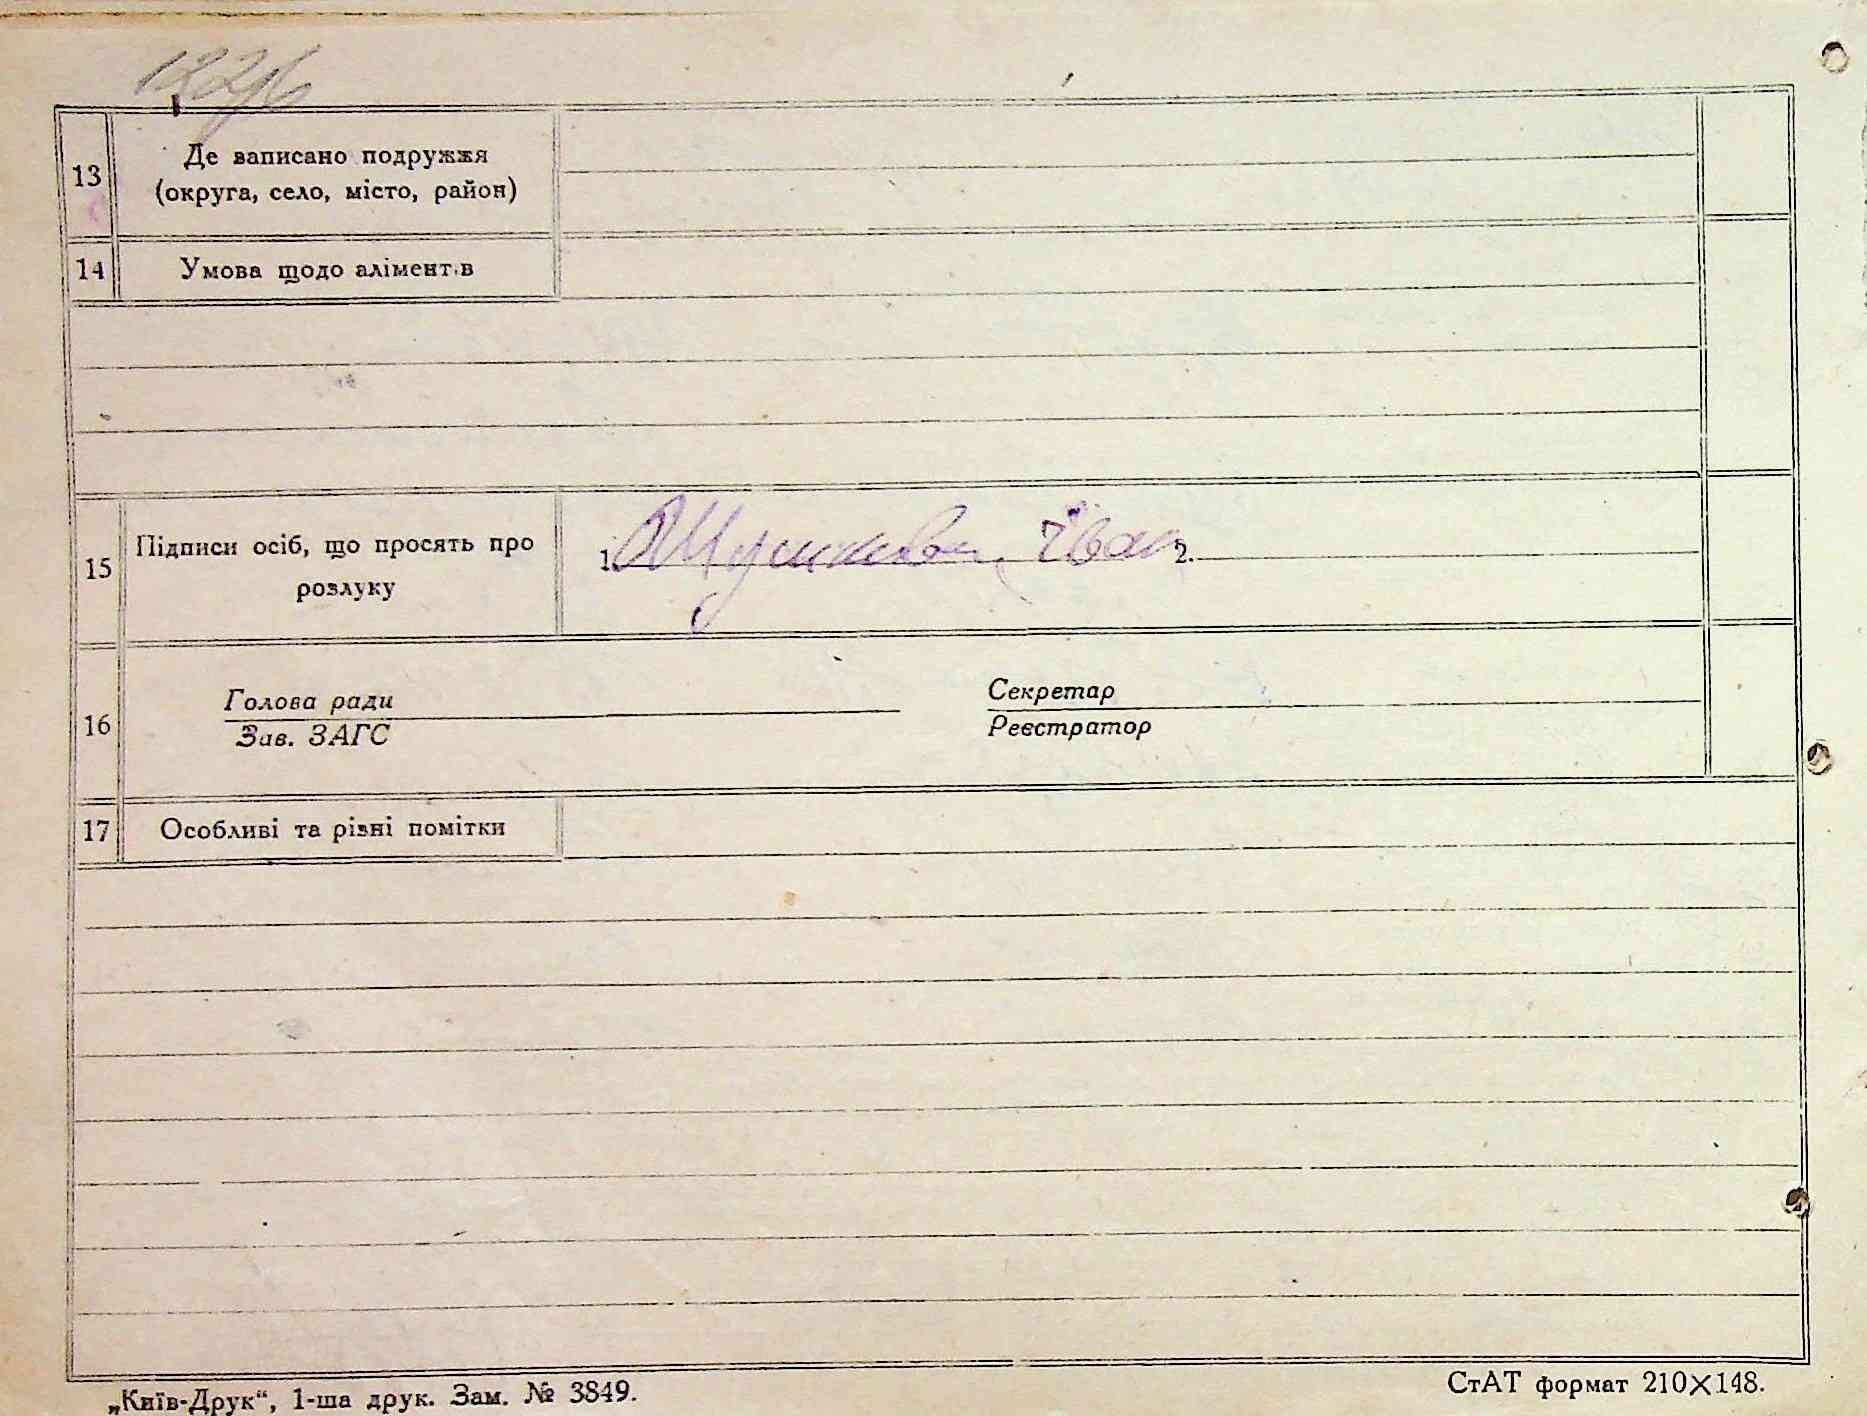 13
Де записано подружжя
(округа, село, місто, район)
14
Умова щодо аліментів
15
Підписи осіб, що просять про
розлуку
1. Іван 2.
16
Голова ради
Зав. ЗАГС
Секретар
Реєстратор
17
Особливі та різні помітки
„Київ-Друк“, 1-ша друк. Зам. № 3849.
СтАТ формат 210×148.